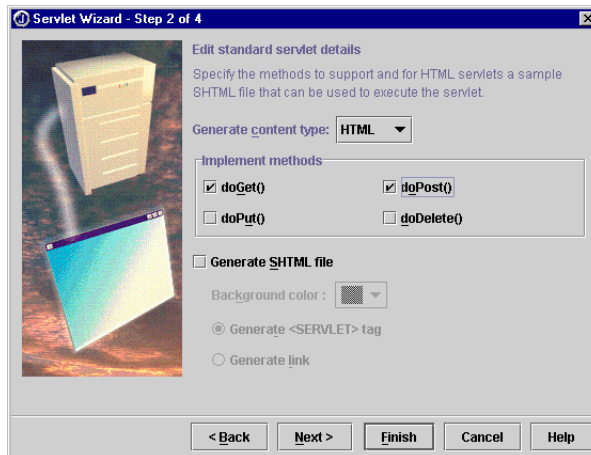 Servlet Wizard - Step 2 of 4
Edit standard servlet details
Specify the methods to support and for HTML servlets a sample
SHTML file that can be used to execute the servlet.
Generate content type: HTML
Implement methods
doGet() doPost()
doPut() doDelete()
Generate SHTML file
Background color :
Generate <SERVLET> tag
Generate link
< Back Next > Finish Cancel Help